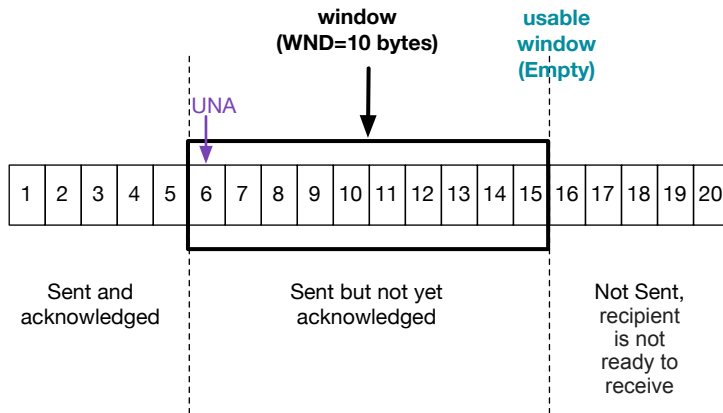 window
(WND=10 bytes)
usable
window
(Empty)
UNA
1 2 3 4 5 6 7 8 9 10 11 12 13 14 15 16 17 18 19 20
Sent and
acknowledged
Sent but not yet
acknowledged
Not Sent,
recipient
is not
ready to
receive